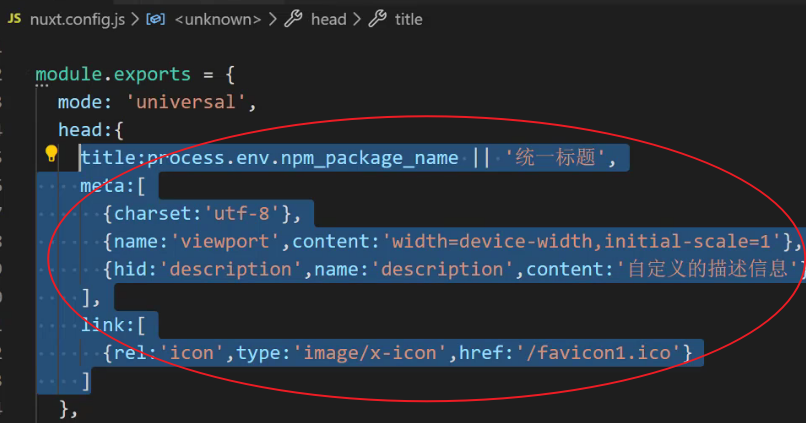 JS nuxt.config.js > <unknown> > head > title
module.exports = {
mode: 'universal',
head:{
title:process.env.npm_package_name || '统一标题',
meta:[
{charset:'utf-8'},
{name:'viewport',content:'width=device-width,initial-scale=1'},
{hid:'description',name:'description',content:'自定义的描述信息'}
],
link:[
{rel:'icon',type:'image/x-icon',href:'/favicon1.ico'}
]
},